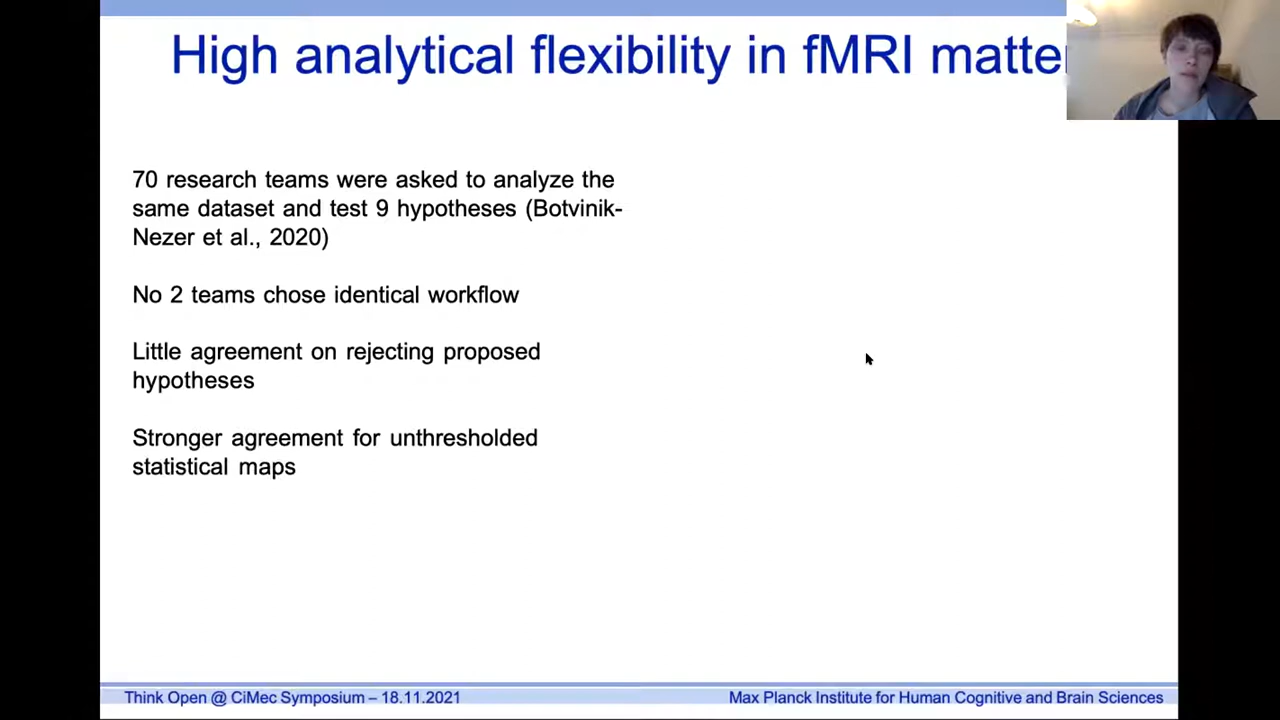 High analytical flexibility in fMRI matte
70 research teams were asked to analyze the
same dataset and test 9 hypotheses (Botvinik-
Nezer et al., 2020)
No 2 teams chose identical workflow
Little agreement on rejecting proposed
hypotheses
Stronger agreement for unthresholded
statistical maps
Think Open @ CiMec Symposium – 18.11.2021
Max Planck Institute for Human Cognitive and Brain Sciences